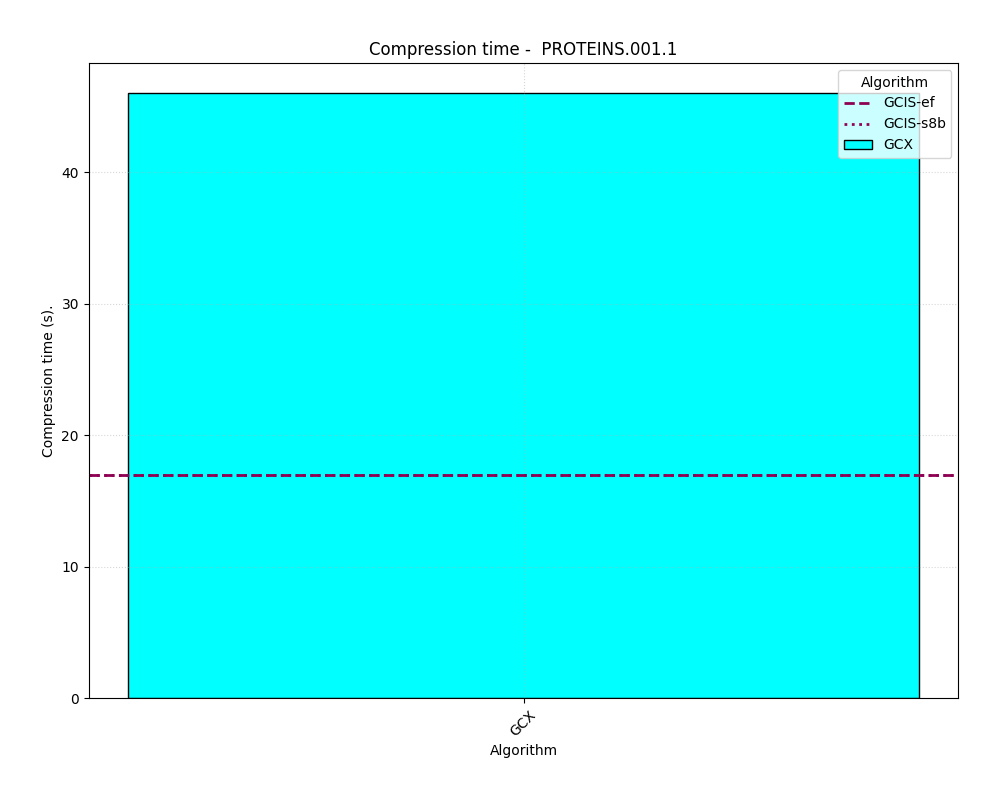 Compression time -  PROTEINS.001.1
Algorithm
GCIS-ef
GCIS-s8b
GCX
40
30
20
10
0
Compression time (s).
GCX
Algorithm